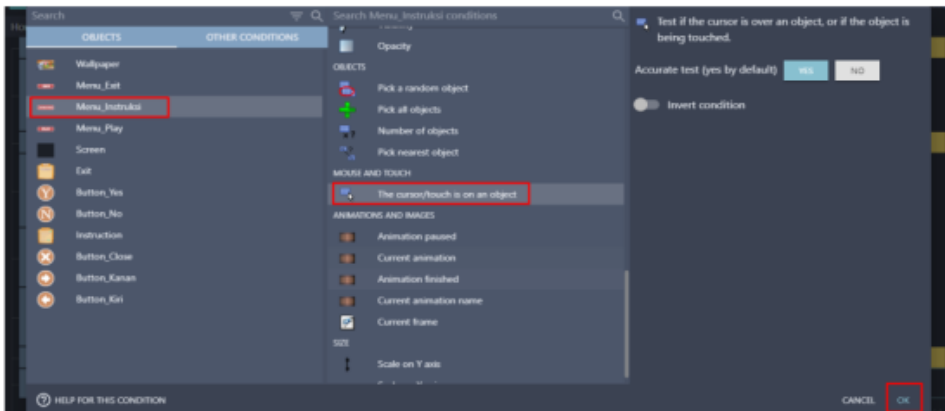 Search
OBJECTS
OTHER CONDITIONS
Wallpaper
Menu_Exit
Menu_Instruksi
Menu_Play
Screen
Exit
Button_Yes
Button_No
Instruction
Button_Close
Button_Kanan
Button_Kiri
Search Menu_Instruksi conditions
Opacity
OBJECTS
Pick a random object
Pick all objects
Number of objects
Pick nearest object
MOUSE AND TOUCH
The cursor/touch is on an object
ANIMATIONS AND IMAGES
Animation paused
Current animation
Animation finished
Current animation name
Current frame
SIZE
Scale on Y axis
Test if the cursor is over an object, or if the object is
being touched.
Accurate test (yes by default)
YES
NO
Invert condition
HELP FOR THIS CONDITION
CANCEL
OK